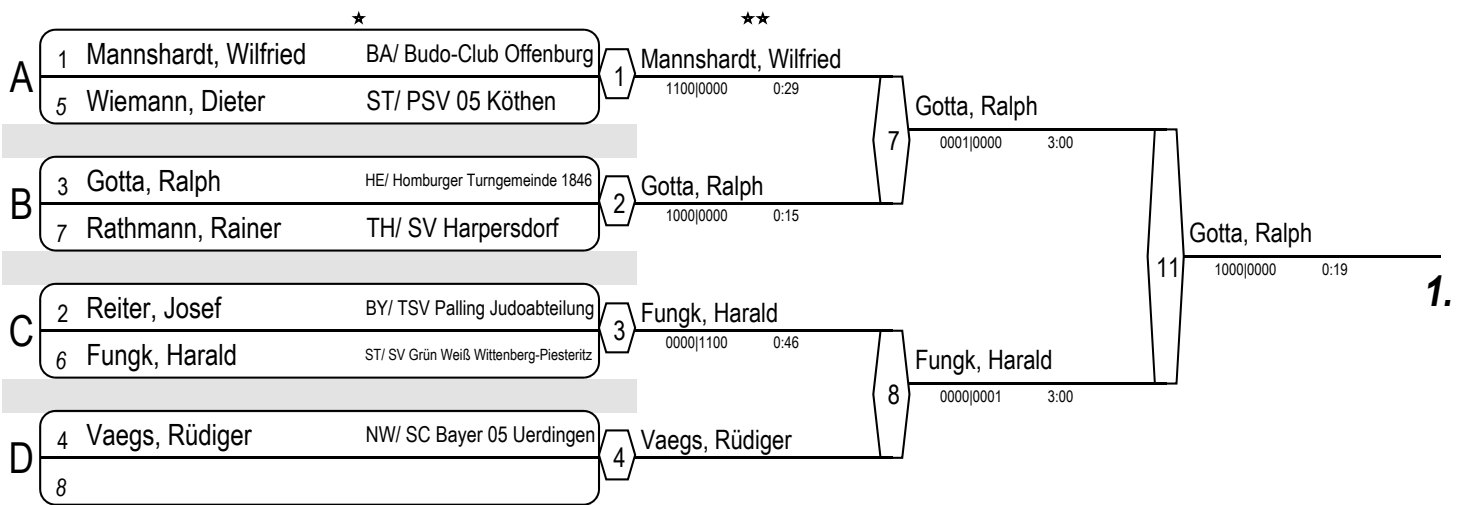 ★ ★★
A
1 Mannshardt, Wilfried BA/ Budo-Club Offenburg
5 Wiemann, Dieter ST/ PSV 05 Köthen
1
Mannshardt, Wilfried
1100|0000 0:29
B
3 Gotta, Ralph HE/ Homburger Turngemeinde 1846
7 Rathmann, Rainer TH/ SV Harpersdorf
2
Gotta, Ralph
1000|0000 0:15
7
Gotta, Ralph
0001|0000 3:00
C
2 Reiter, Josef BY/ TSV Palling Judoabteilung
6 Fungk, Harald ST/ SV Grün Weiß Wittenberg-Piesteritz
3
Fungk, Harald
0000|1100 0:46
D
4 Vaegs, Rüdiger NW/ SC Bayer 05 Uerdingen
8
4
Vaegs, Rüdiger
8
Fungk, Harald
0000|0001 3:00
11
Gotta, Ralph
1000|0000 0:19
1.